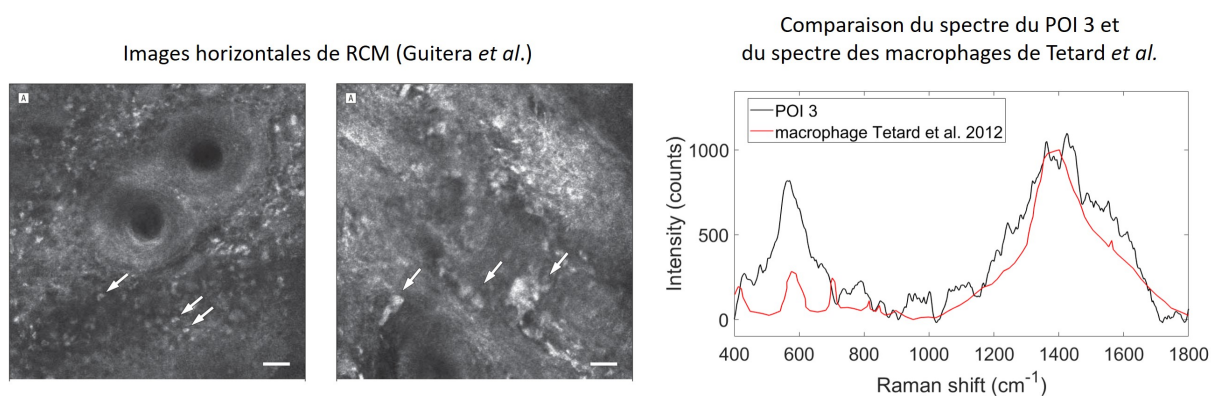 Images horizontales de RCM (Guitera et al.)
A
A
Comparaison du spectre du POI 3 et
du spectre des macrophages de Tetard et al.
POI 3
macrophage Tetard et al. 2012
1000
500
0
Intensity (counts)
400 600 800 1000 1200 1400 1600 1800
Raman shift (cm⁻¹)